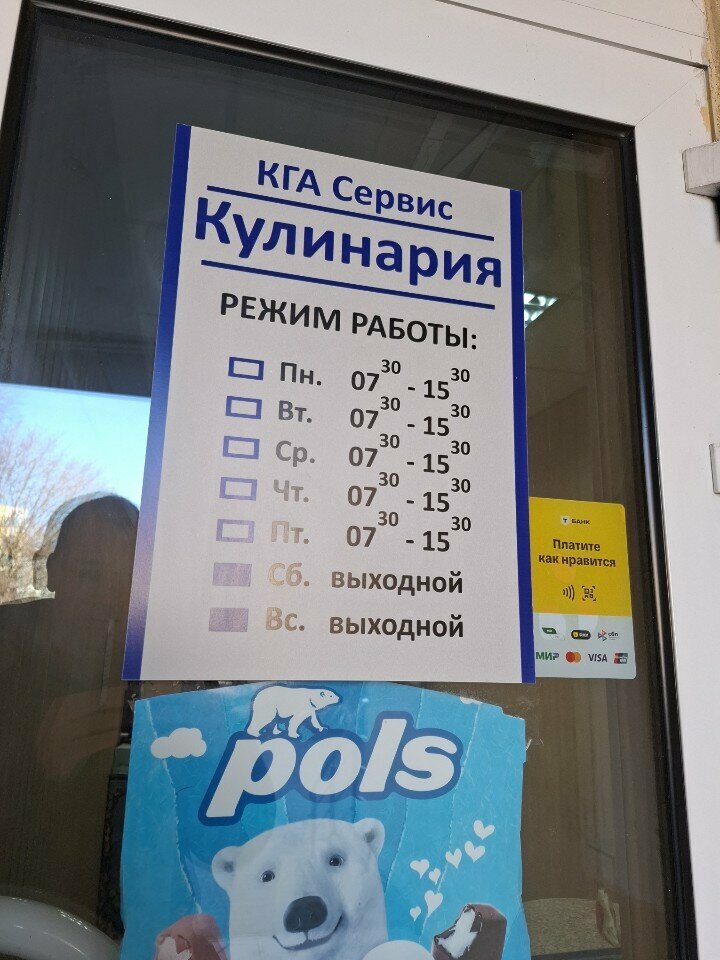 КГА Сервис
Кулинария
РЕЖИМ РАБОТЫ:
Пн. 07 30 - 15 30
Вт. 07 30 - 15 30
Ср. 07 30 - 15 30
Чт. 07 30 - 15 30
Пт. 07 30 - 15 30
Сб. выходной
Вс. выходной
Т БАНК
Платите
как нравится
сбп
МИР VISA
pols